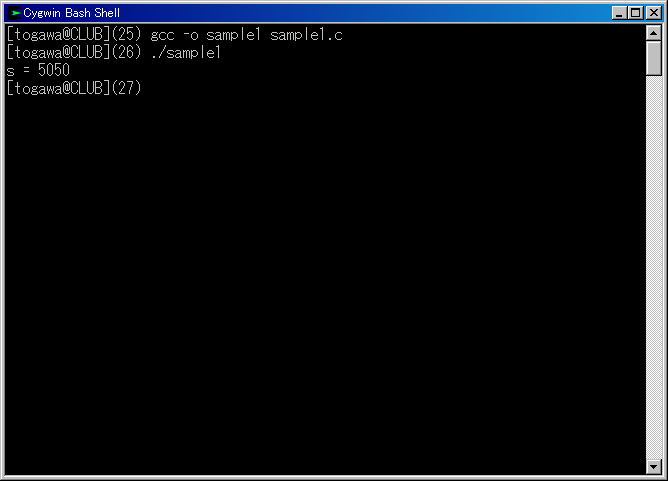 Cygwin Bash Shell
[togawa@CLUB](25) gcc -o sample1 sample1.c
[togawa@CLUB](26) ./sample1
s = 5050
[togawa@CLUB](27)